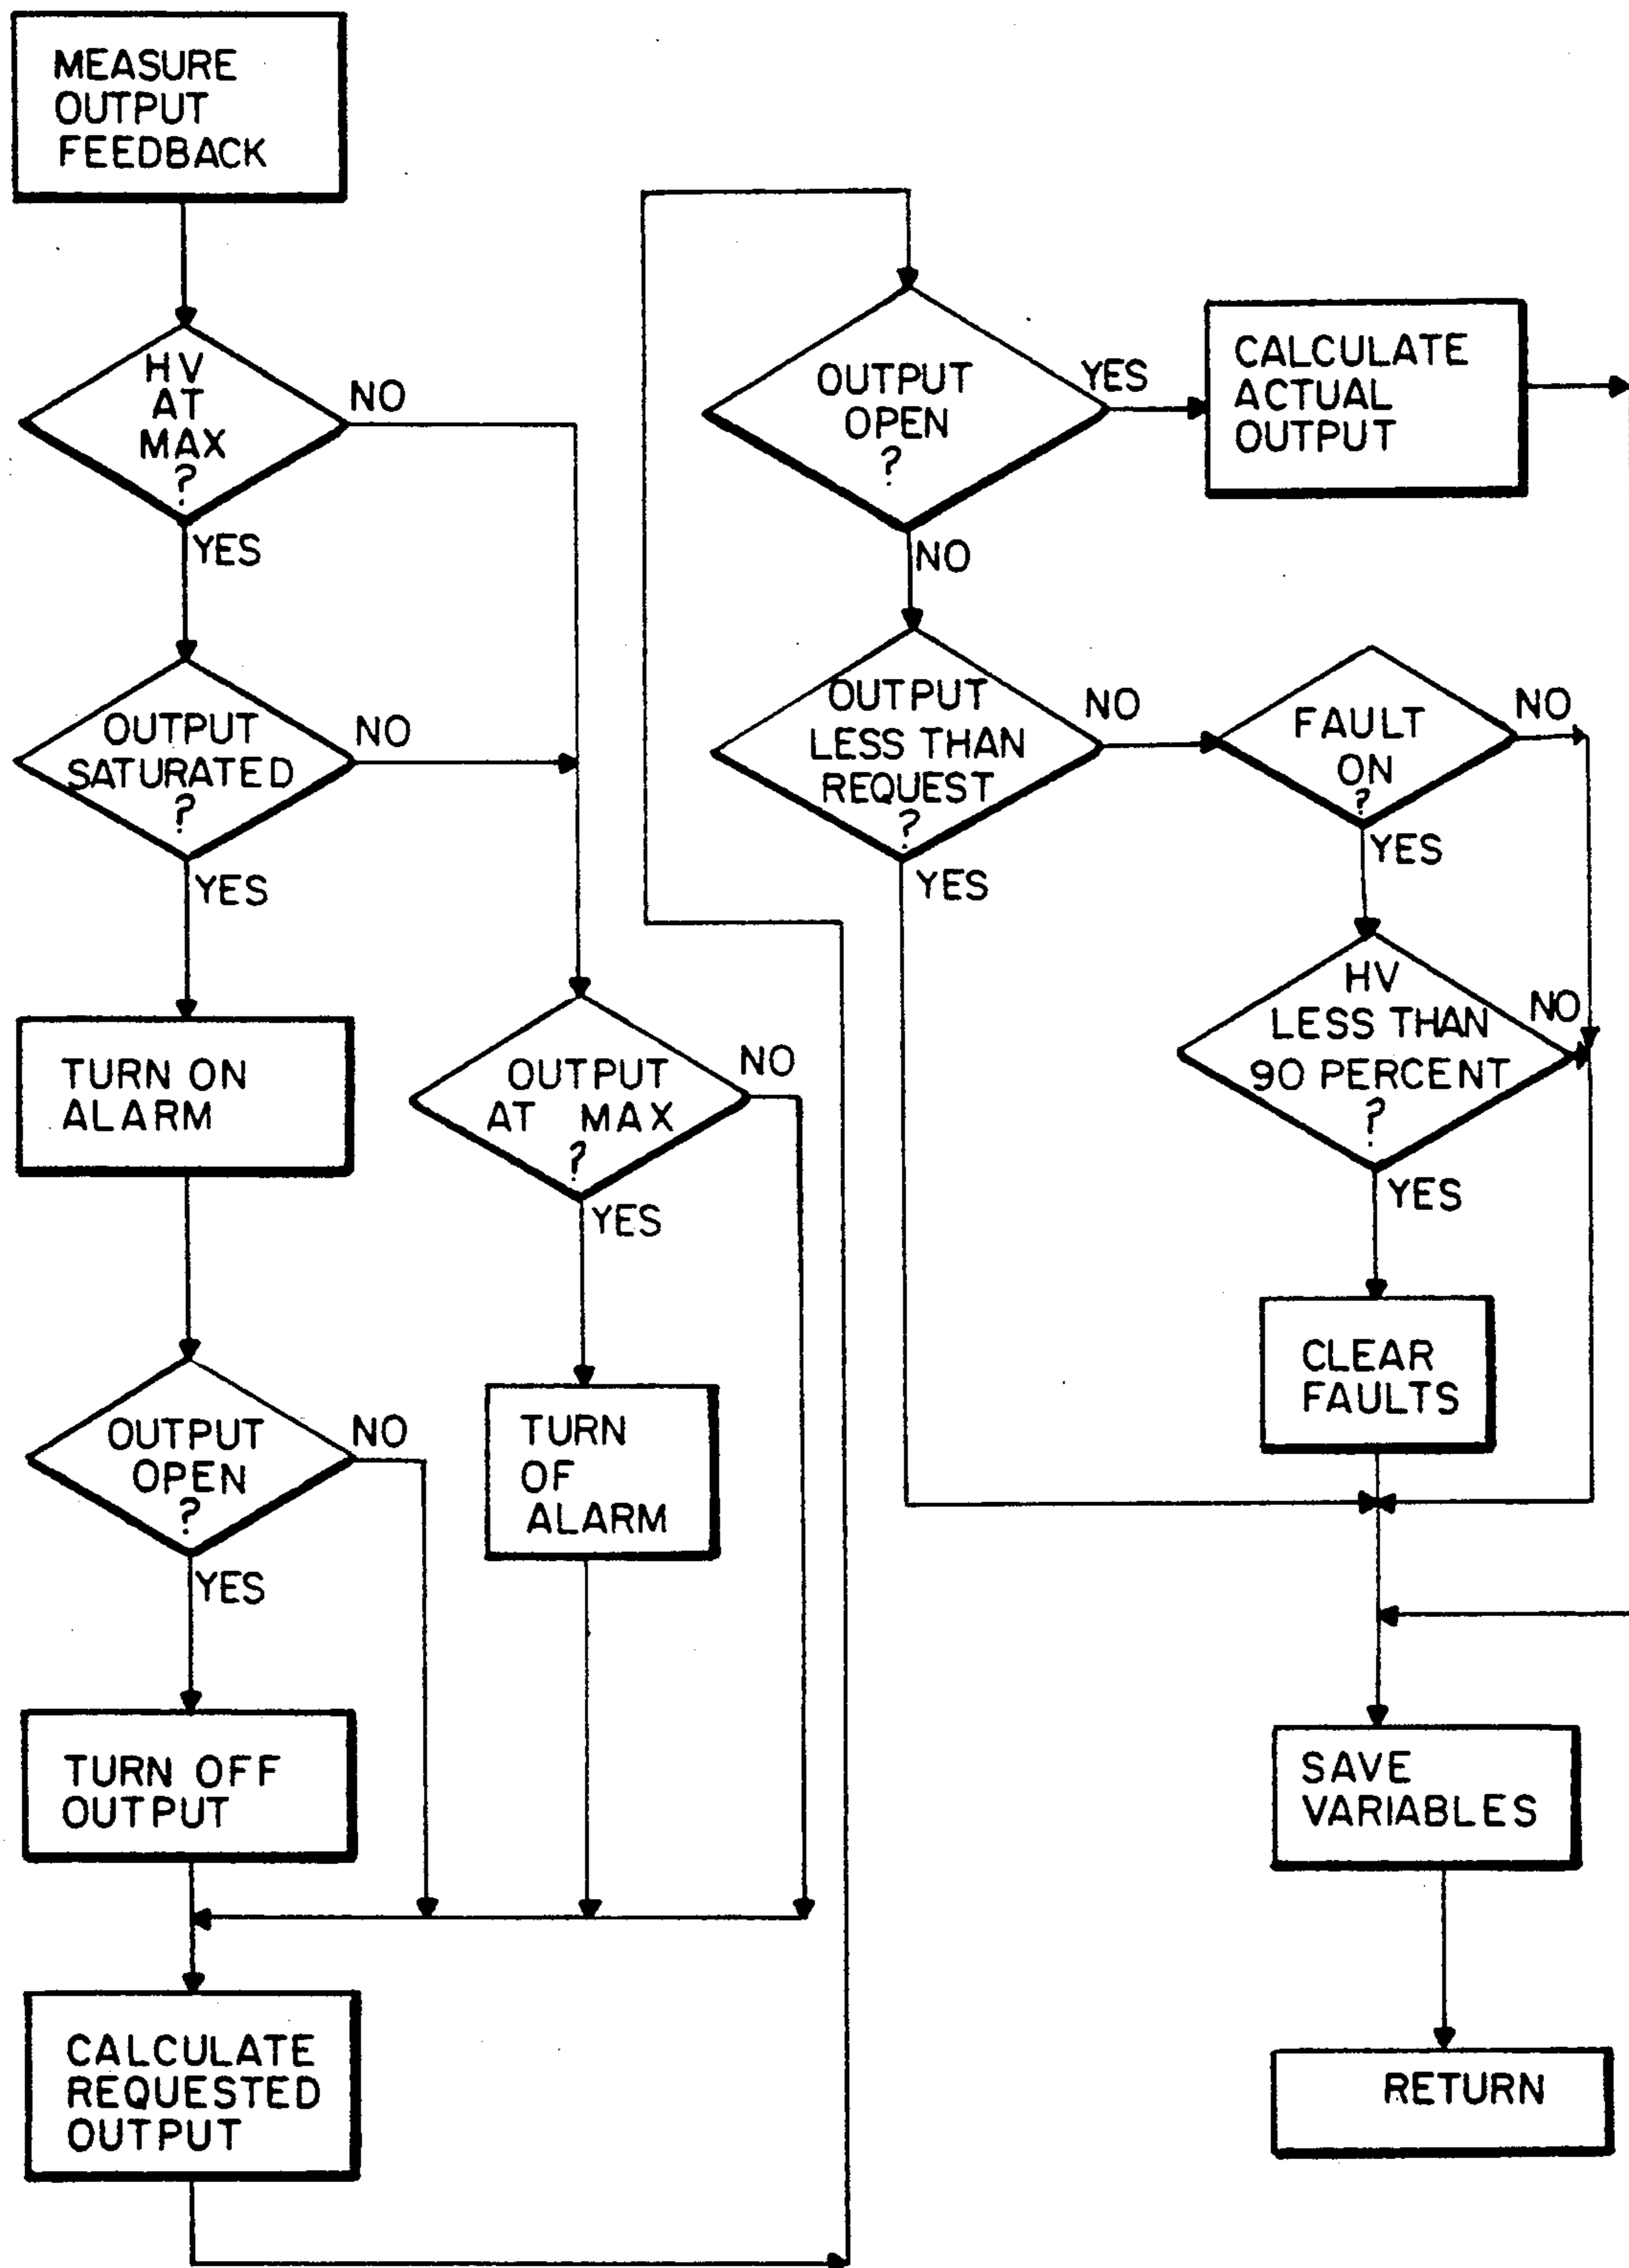 MEASURE
OUTPUT
FEEDBACK
HV
AT
MAX
?
NO
YES
OUTPUT
SATURATED
?
NO
YES
TURN ON
ALARM
OUTPUT
OPEN
?
NO
YES
TURN OFF
OUTPUT
CALCULATE
REQUESTED
OUTPUT
OUTPUT
AT MAX
?
NO
YES
TURN
OF
ALARM
OUTPUT
OPEN
?
YES
NO
CALCULATE
ACTUAL
OUTPUT
OUTPUT
LESS THAN
REQUEST
?
NO
YES
FAULT
ON
?
NO
YES
HV
LESS THAN
90 PERCENT
?
NO
YES
CLEAR
FAULTS
SAVE
VARIABLES
RETURN